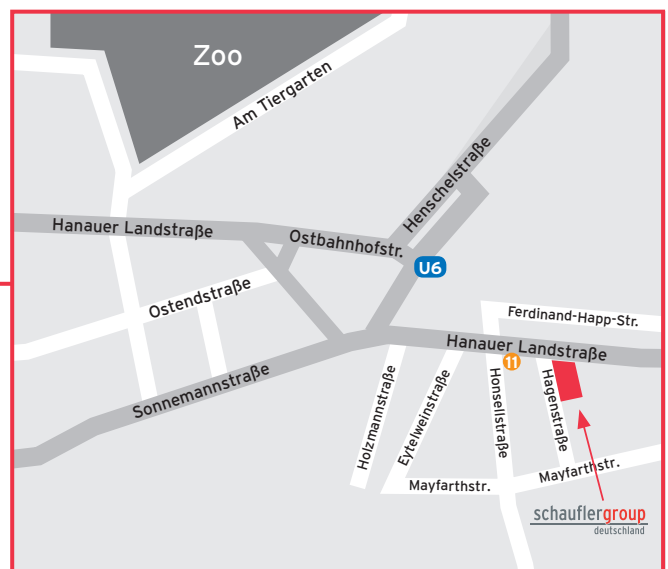 Zoo
Am Tiergarten
Henschelstraße
Hanauer Landstraße
Ostbahnhofstr.
U6
Ostendstraße
Ferdinand-Happ-Str.
Hanauer Landstraße
11
Sonnemannstraße
Holzmannstraße
Eytelweinstraße
Honsellstraße
Hagenstraße
Mayfarthstr.
Mayfarthstr.
schauflergroup
deutschland